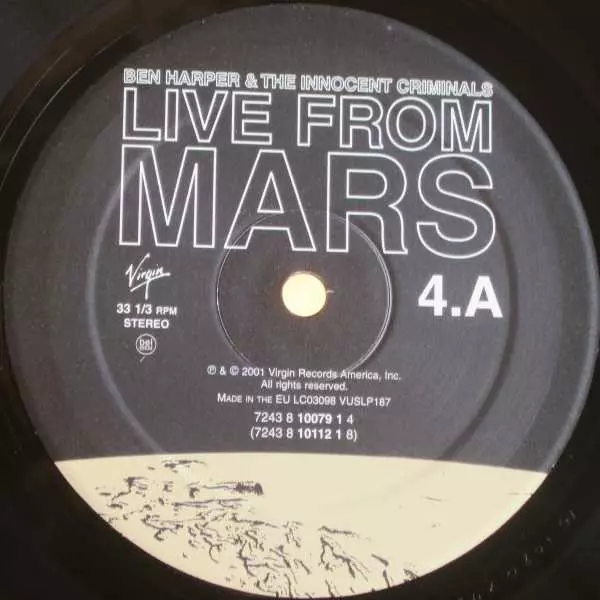 BEN HARPER & THE INNOCENT CRIMINALS
LIVE FROM
MARS
Virgin
4.A
33 1/3 RPM
STEREO
℗ & © 2001 Virgin Records America, Inc.
All rights reserved.
MADE IN THE EU LC03098 VUSLP187
7243 8 10079 1 4
(7243 8 10112 1 8)